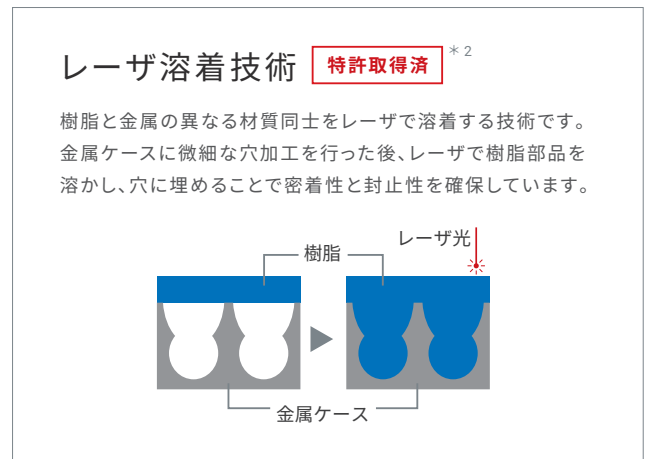 レーザ溶着技術 特許取得済 ＊2
樹脂と金属の異なる材質同士をレーザで溶着する技術です。
金属ケースに微細な穴加工を行った後、レーザで樹脂部品を
溶かし、穴に埋めることで密着性と封止性を確保しています。
レーザ光
樹脂
金属ケース